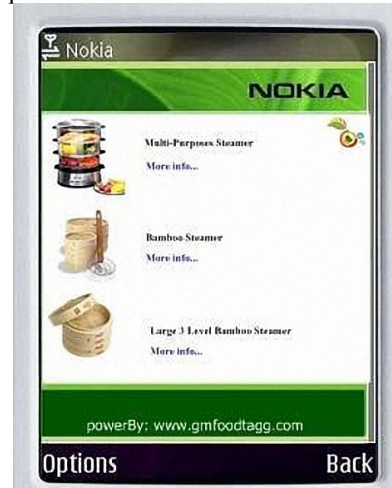 Nokia
NOKIA
Multi-Purposes Steamer
More info...
Bamboo Steamer
More info...
Large 3 Level Bamboo Steamer
More info...
powerBy: www.gmfoodtagg.com
Options Back